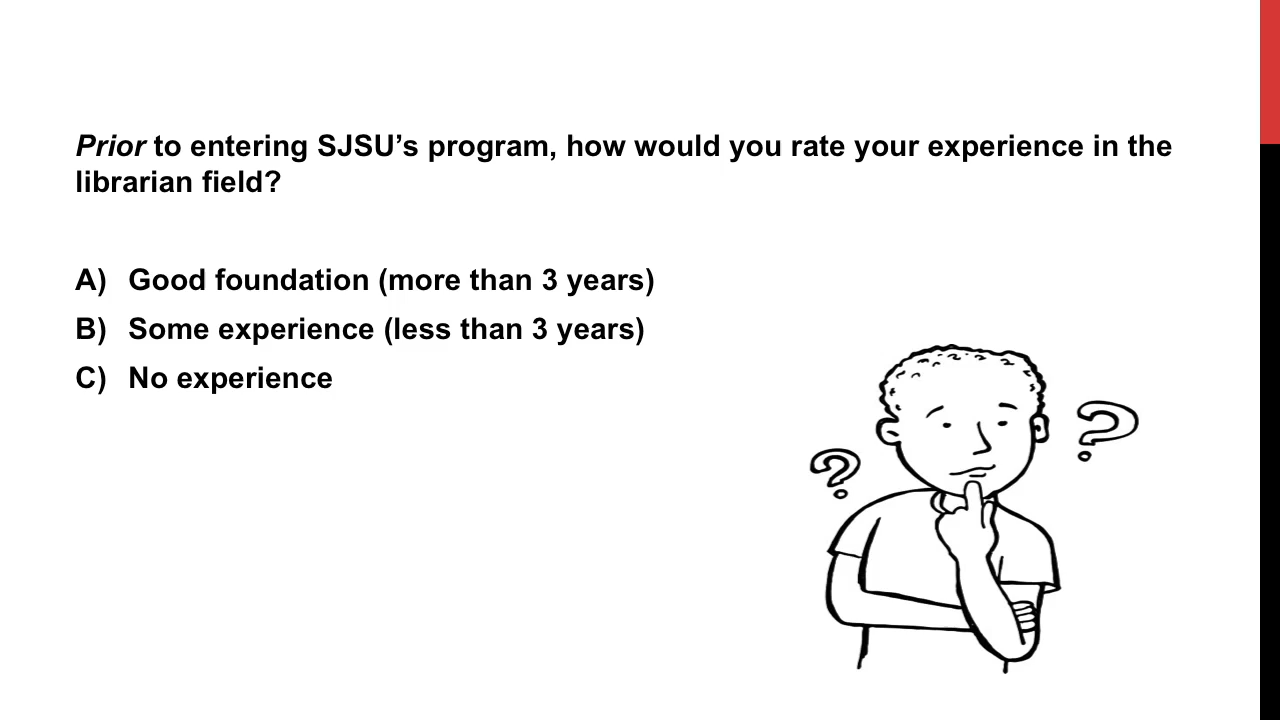 Prior to entering SJSU’s program, how would you rate your experience in the
librarian field?
A) Good foundation (more than 3 years)
B) Some experience (less than 3 years)
C) No experience
? ?